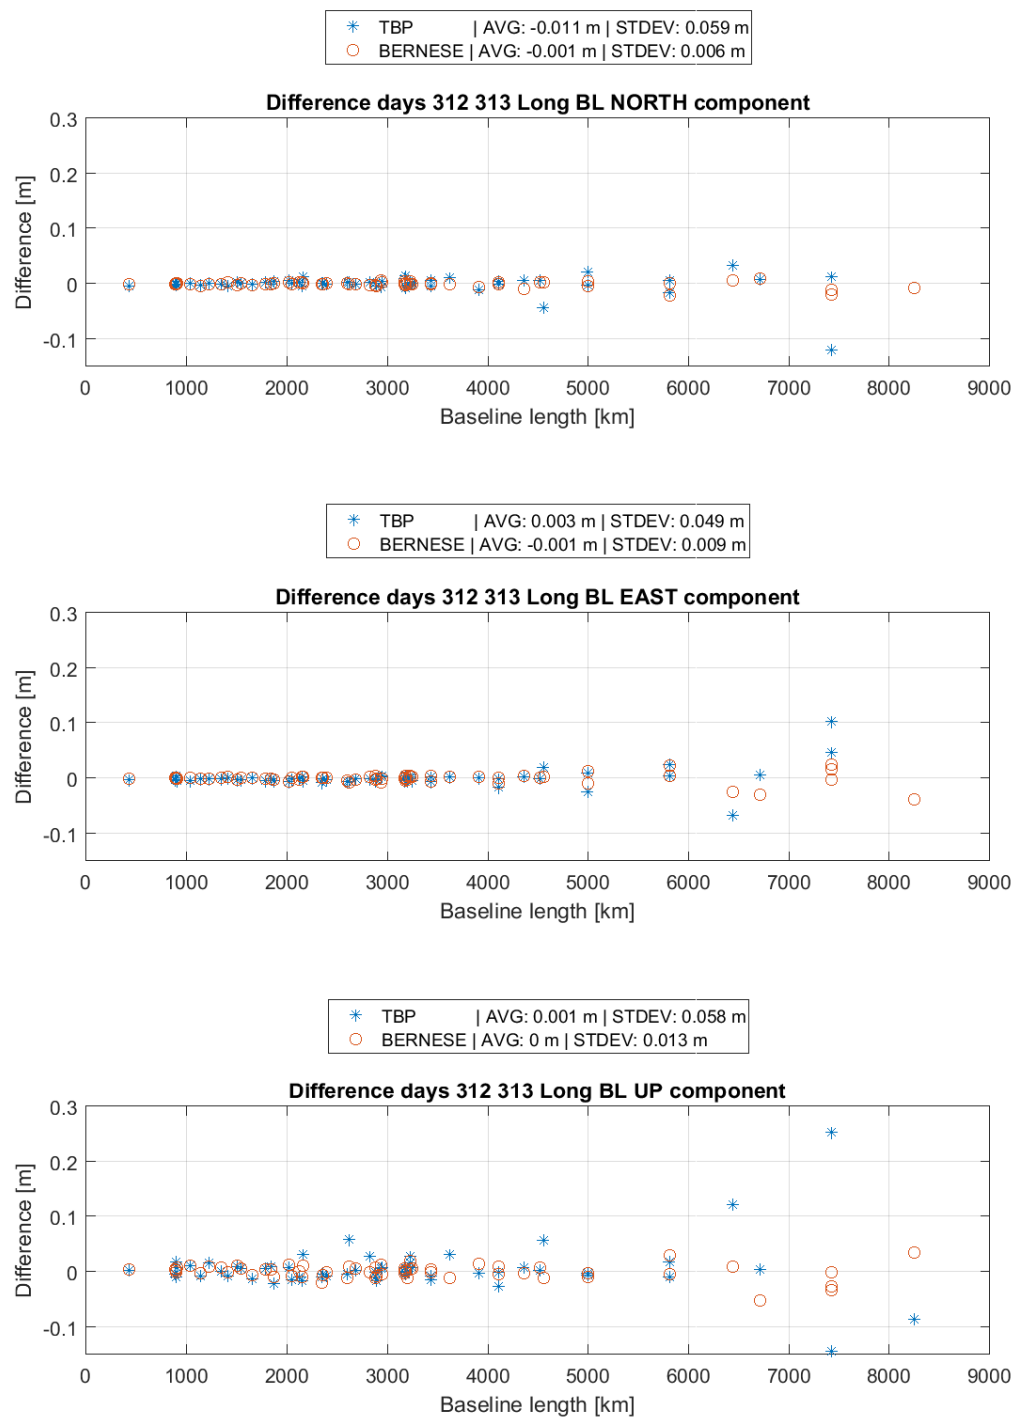 TBP | AVG: -0.011 m | STDEV: 0.059 m
BERNESE | AVG: -0.001 m | STDEV: 0.006 m
Difference days 312 313 Long BL NORTH component
0.3
0.2
0.1
0
-0.1
Difference [m]
0 1000 2000 3000 4000 5000 6000 7000 8000 9000
Baseline length [km]
TBP | AVG: 0.003 m | STDEV: 0.049 m
BERNESE | AVG: -0.001 m | STDEV: 0.009 m
Difference days 312 313 Long BL EAST component
0.3
0.2
0.1
0
-0.1
Difference [m]
0 1000 2000 3000 4000 5000 6000 7000 8000 9000
Baseline length [km]
TBP | AVG: 0.001 m | STDEV: 0.058 m
BERNESE | AVG: 0 m | STDEV: 0.013 m
Difference days 312 313 Long BL UP component
0.3
0.2
0.1
0
-0.1
Difference [m]
0 1000 2000 3000 4000 5000 6000 7000 8000 9000
Baseline length [km]